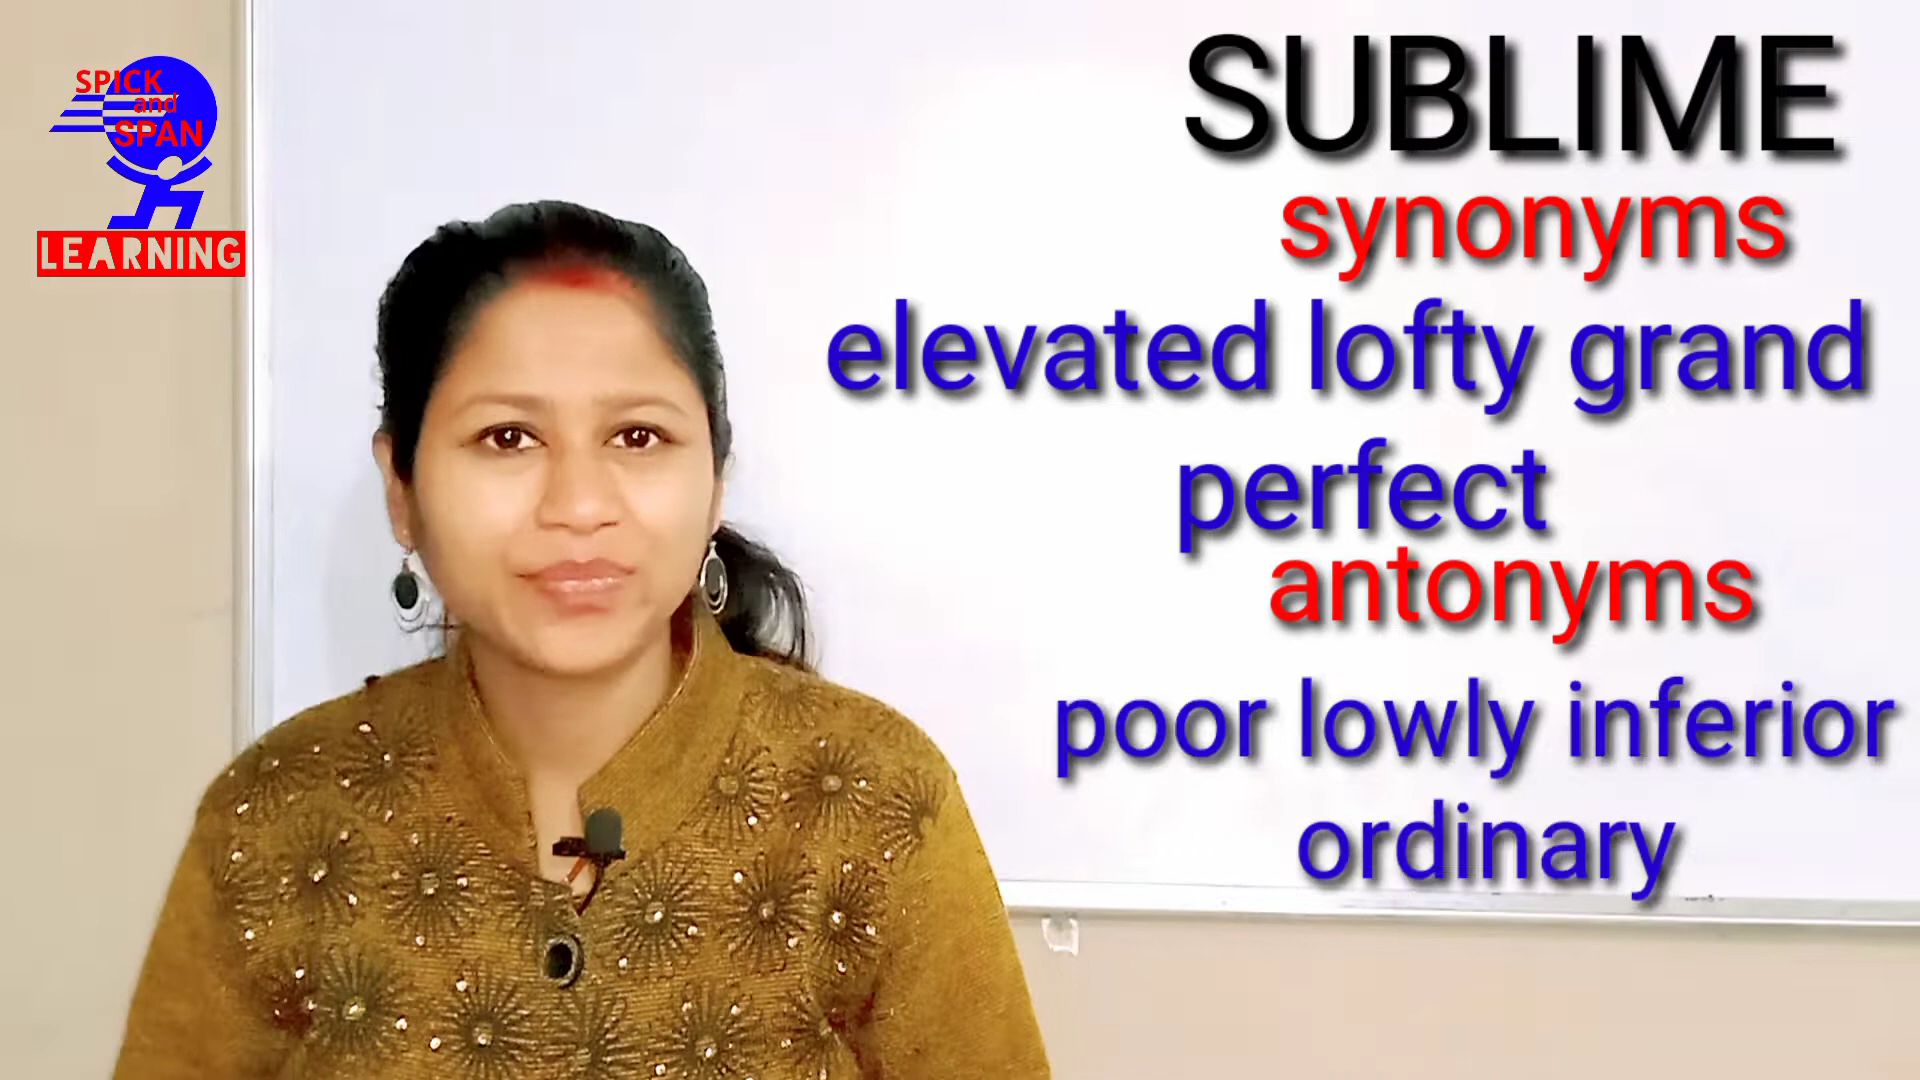 SPICK
and
SPAN
LEARNING
SUBLIME
synonyms
elevated lofty grand
perfect
antonyms
poor lowly inferior
ordinary